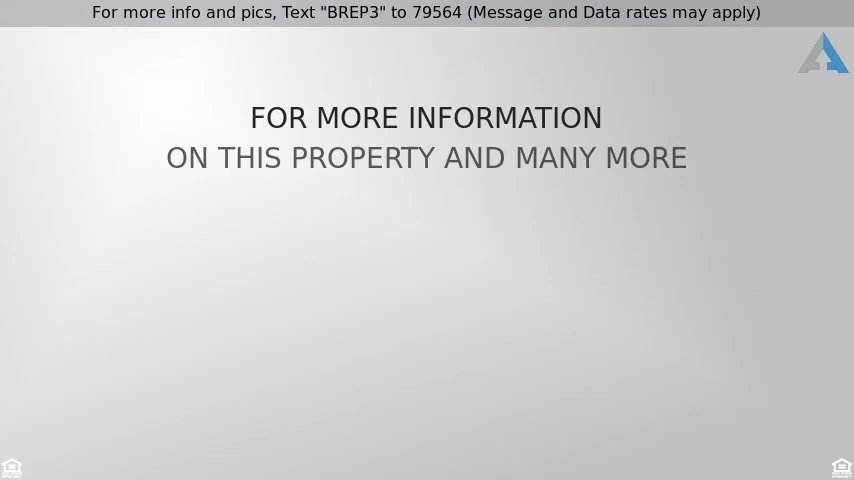 For more info and pics, Text "BREP3" to 79564 (Message and Data rates may apply)
FOR MORE INFORMATION
ON THIS PROPERTY AND MANY MORE